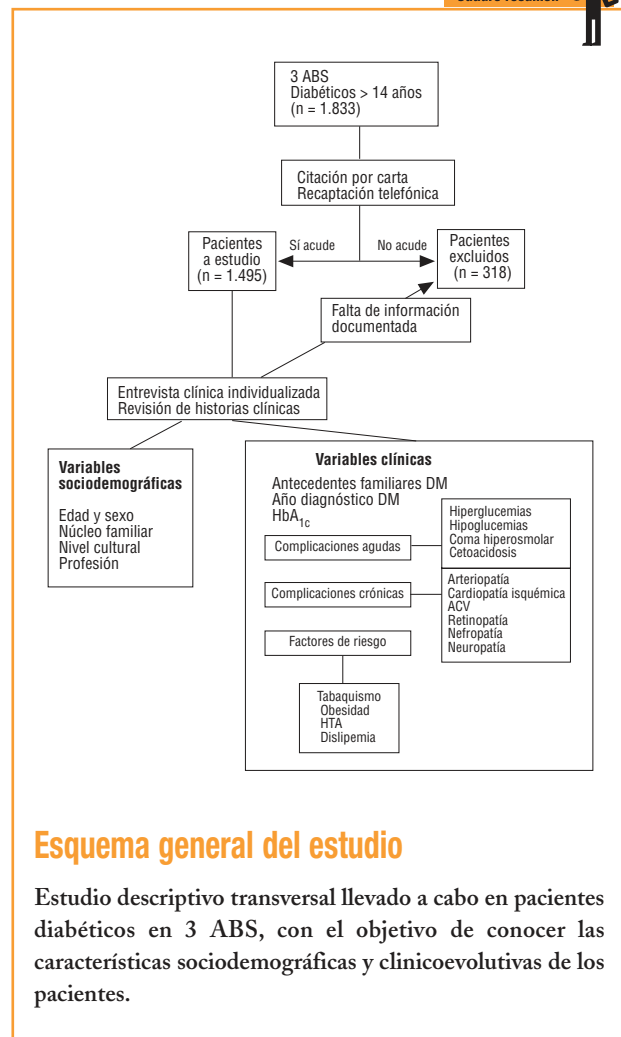 3 ABS
Diabéticos > 14 años
(n = 1.833)
Citación por carta
Recaptación telefónica
Pacientes
a estudio
(n = 1.495)
Sí acude
No acude
Pacientes
excluidos
(n = 318)
Falta de información
documentada
Entrevista clínica individualizada
Revisión de historias clínicas
Variables
sociodemográficas
Edad y sexo
Núcleo familiar
Nivel cultural
Profesión
Variables clínicas
Antecedentes familiares DM
Año diagnóstico DM
HbA1c
Complicaciones agudas
Hiperglucemias
Hipoglucemias
Coma hiperosmolar
Cetoacidosis
Complicaciones crónicas
Arteriopatía
Cardiopatía isquémica
ACV
Retinopatía
Nefropatía
Neuropatía
Factores de riesgo
Tabaquismo
Obesidad
HTA
Dislipemia
Esquema general del estudio
Estudio descriptivo transversal llevado a cabo en pacientes
diabéticos en 3 ABS, con el objetivo de conocer las
características sociodemográficas y clinicoevolutivas de los
pacientes.